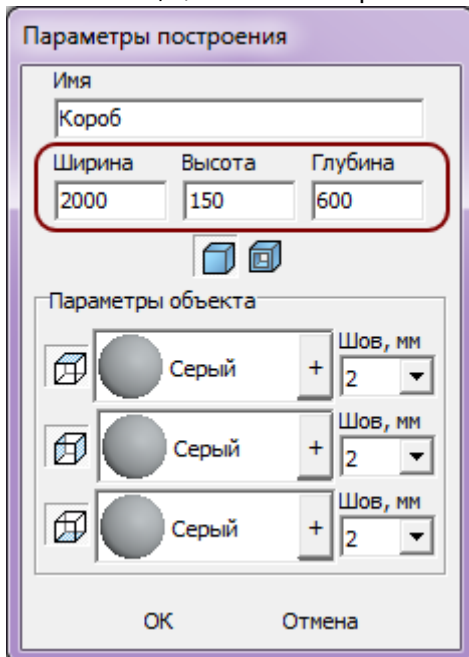 Параметры построения
Имя
Короб
Ширина Высота Глубина
2000 150 600
Параметры объекта
Шов, мм
Серый + 2
Шов, мм
Серый + 2
Шов, мм
Серый + 2
ОК Отмена